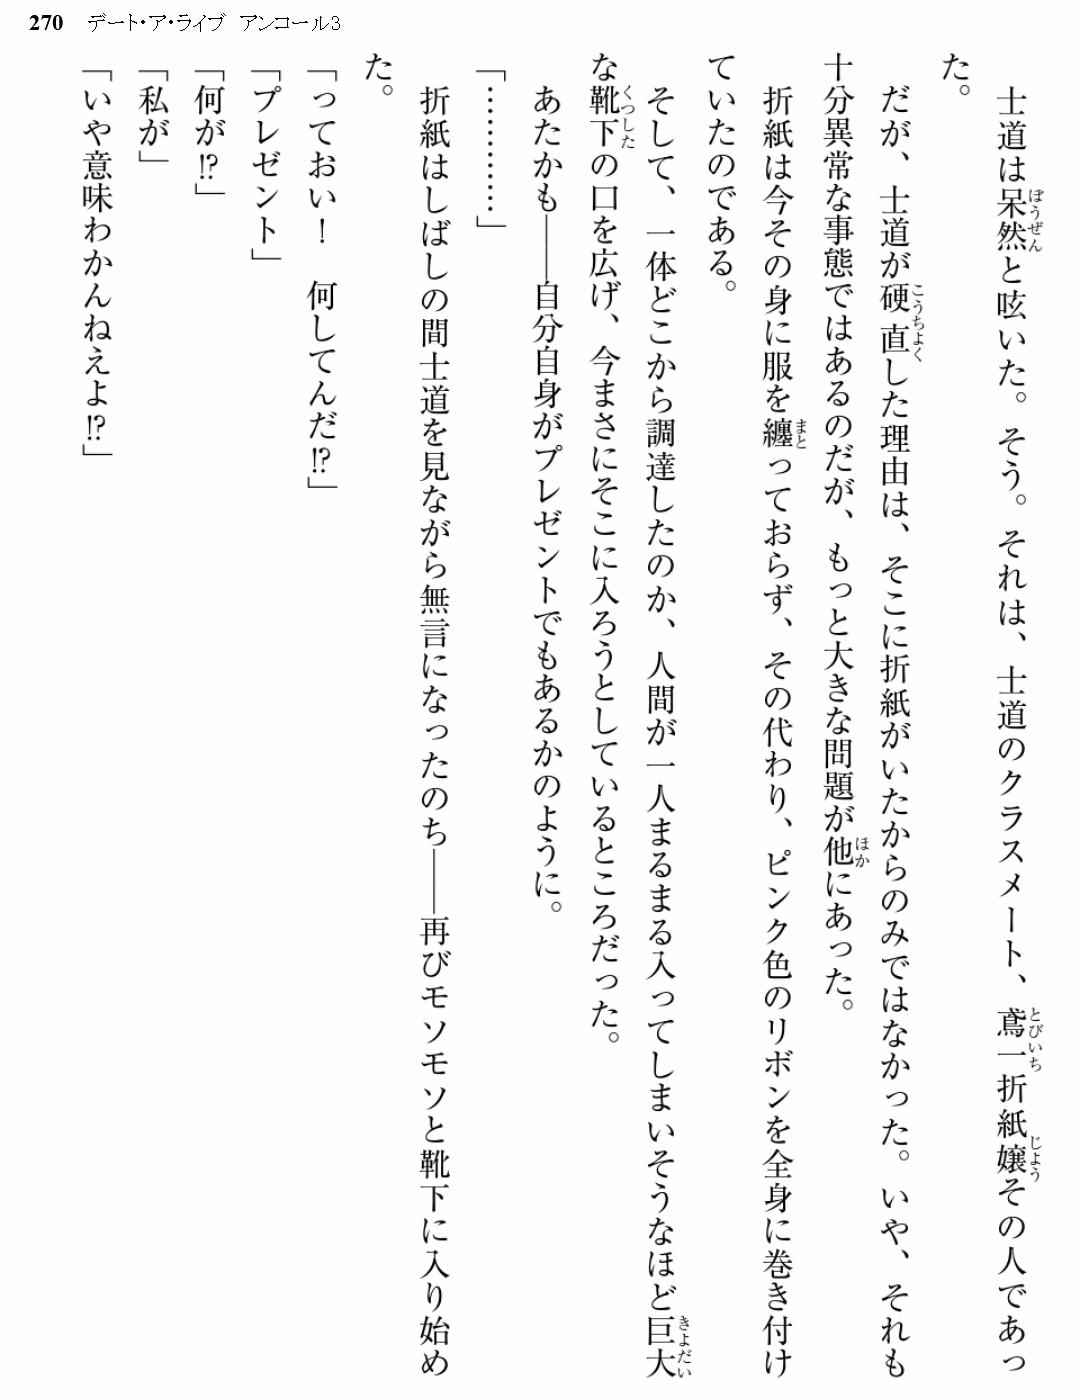 270 デート・ア・ライブ アンコール3
士道は呆然と呟いた。そう。それは、士道のクラスメート、鳶一折紙嬢その人であっ
た。
だが、士道が硬直した理由は、そこに折紙がいたからのみではなかった。いや、それも
十分異常な事態ではあるのだが、もっと大きな問題が他にあった。
折紙は今その身に服を纏っておらず、その代わり、ピンク色のリボンを全身に巻き付け
ていたのである。
そして、一体どこから調達したのか、人間が一人まるまる入ってしまいそうなほど巨大
な靴下の口を広げ、今まさにそこに入ろうとしているところだった。
あたかも――自分自身がプレゼントでもあるかのように。
「…………」
折紙はしばしの間士道を見ながら無言になったのち――再びモソモソと靴下に入り始め
た。
「っておい！　何してんだ!?」
「プレゼント」
「何が!?」
「私が」
「いや意味わかんねえよ!?」